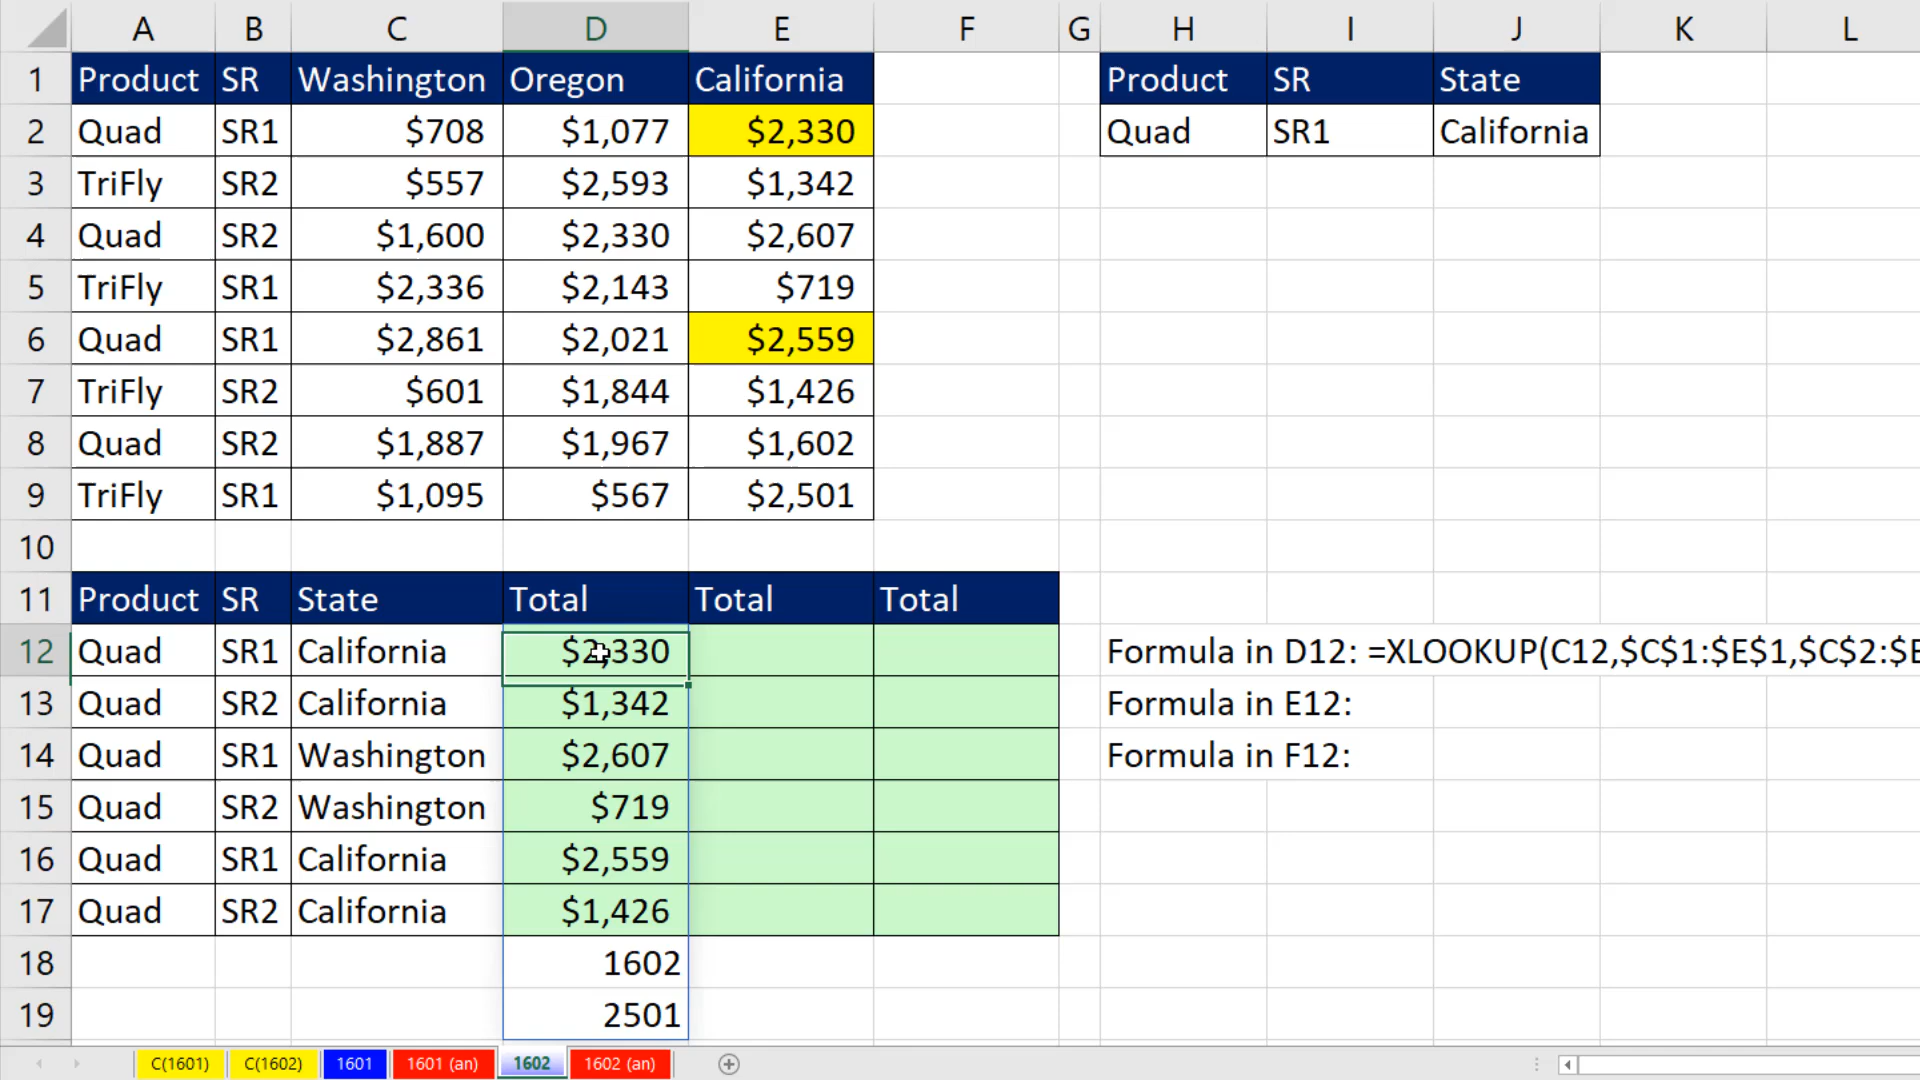 A B C D E F G H I J K L
1 Product SR Washington Oregon California Product SR State
2 Quad SR1 $708 $1,077 $2,330 Quad SR1 California
3 TriFly SR2 $557 $2,593 $1,342
4 Quad SR2 $1,600 $2,330 $2,607
5 TriFly SR1 $2,336 $2,143 $719
6 Quad SR1 $2,861 $2,021 $2,559
7 TriFly SR2 $601 $1,844 $1,426
8 Quad SR2 $1,887 $1,967 $1,602
9 TriFly SR1 $1,095 $567 $2,501
10
11 Product SR State Total Total Total
12 Quad SR1 California $2,330 Formula in D12: =XLOOKUP(C12,$C$1:$E$1,$C$2:$E
13 Quad SR2 California $1,342 Formula in E12:
14 Quad SR1 Washington $2,607 Formula in F12:
15 Quad SR2 Washington $719
16 Quad SR1 California $2,559
17 Quad SR2 California $1,426
18 1602
19 2501
C(1601) C(1602) 1601 1601 (an) 1602 1602 (an)